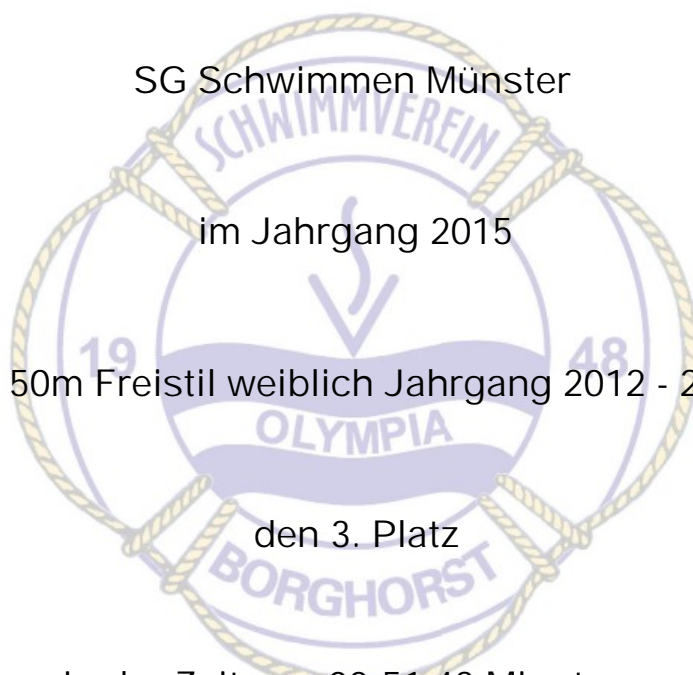 SG Schwimmen Münster
SCHWIMMVEREIN
im Jahrgang 2015
19 48
50m Freistil weiblich Jahrgang 2012 - 2
OLYMPIA
den 3. Platz
BORGHORST